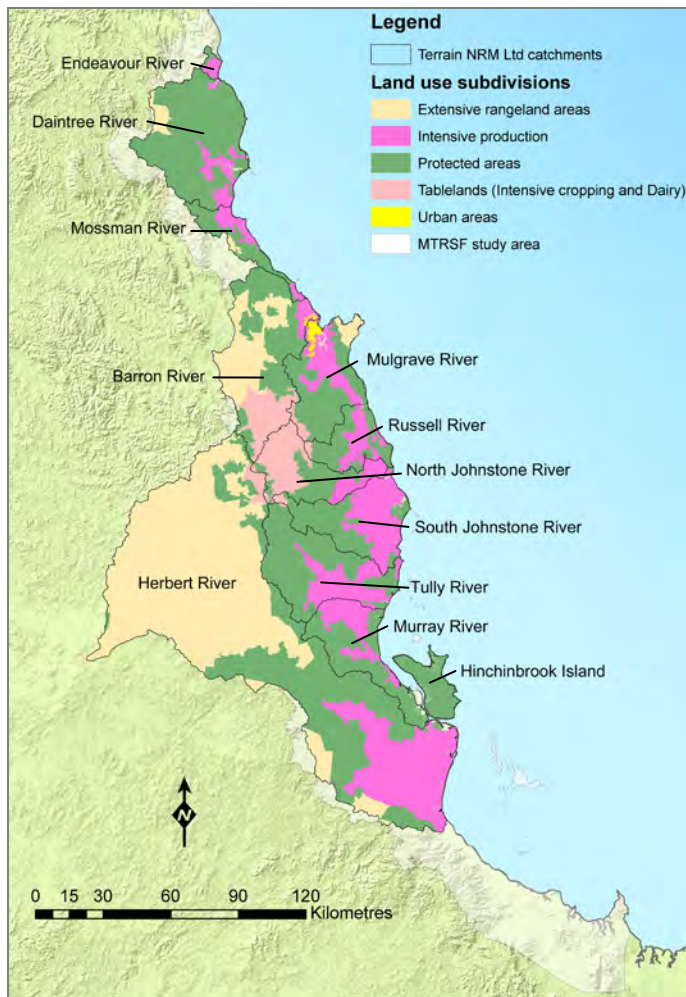 Legend
Terrain NRM Ltd catchments
Land use subdivisions
Extensive rangeland areas
Intensive production
Protected areas
Tablelands (Intensive cropping and Dairy)
Urban areas
MTRSF study area
Endeavour River
Daintree River
Mossman River
Barron River
Mulgrave River
Russell River
North Johnstone River
South Johnstone River
Herbert River
Tully River
Murray River
Hinchinbrook Island
N
0 15 30 60 90 120
Kilometres